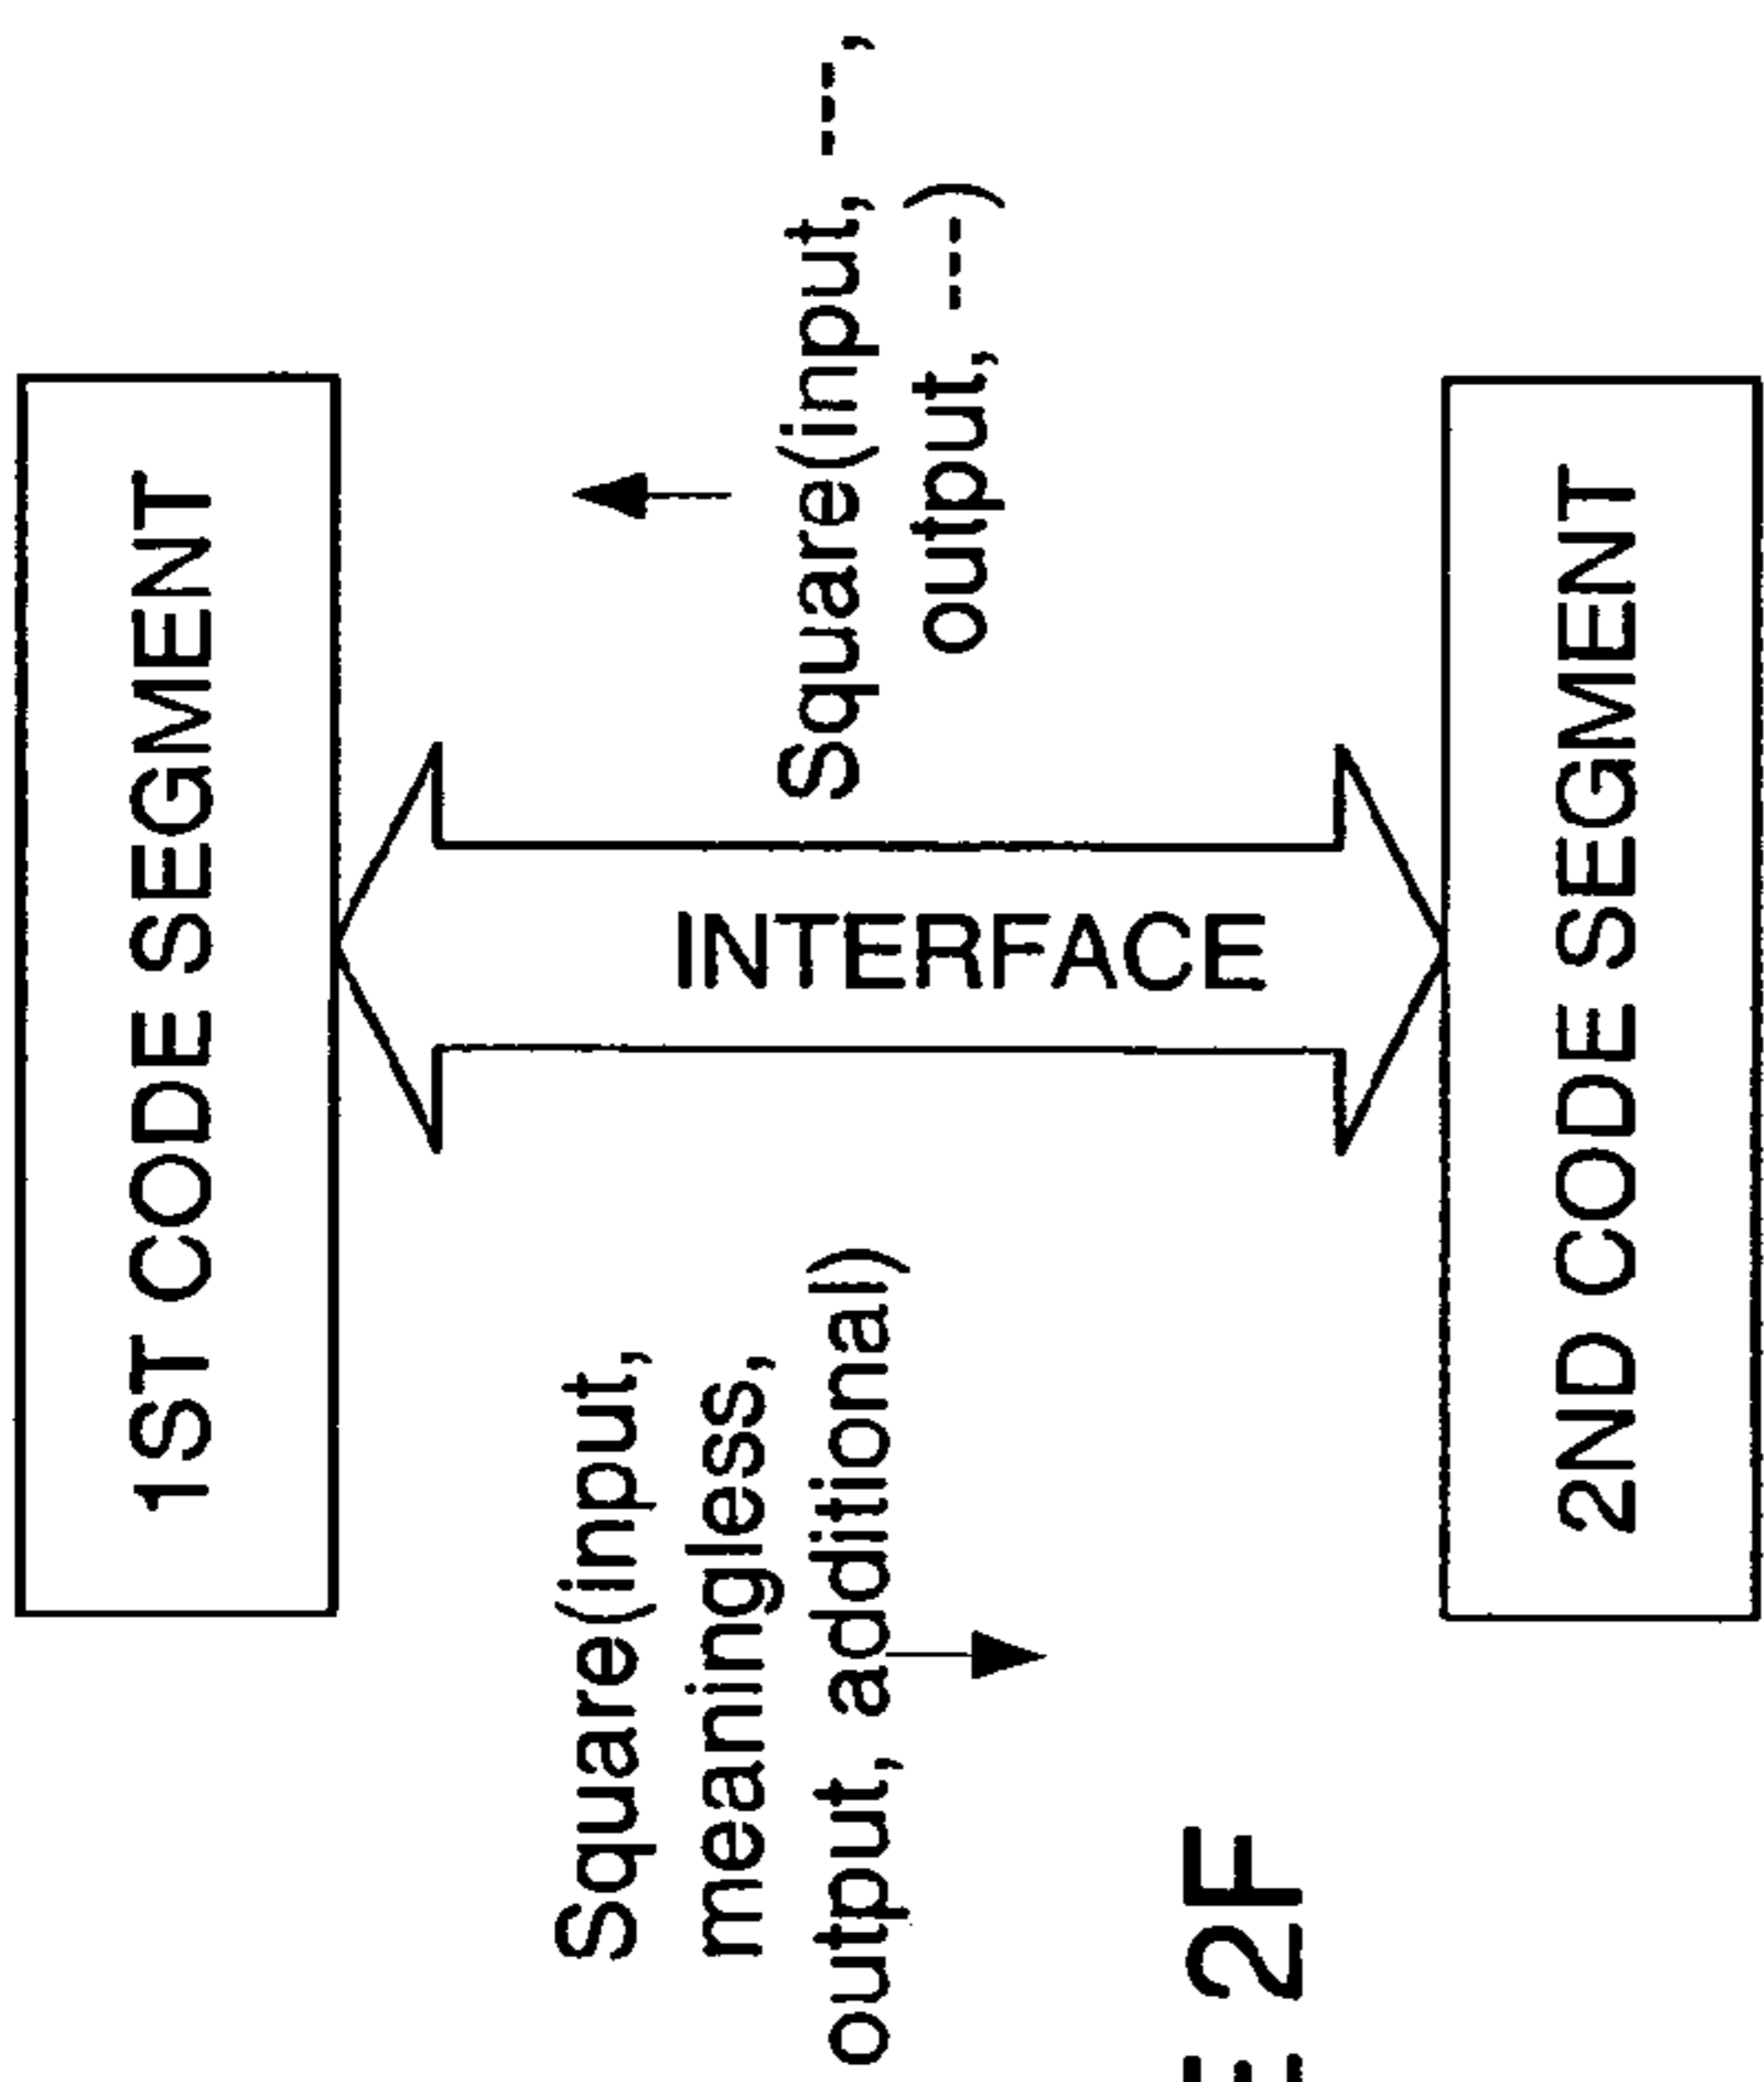 1ST CODE SEGMENT
Square(input,
meaningless,
output, additional)
INTERFACE
Square(input, ---,
output, ---)
2ND CODE SEGMENT
2F